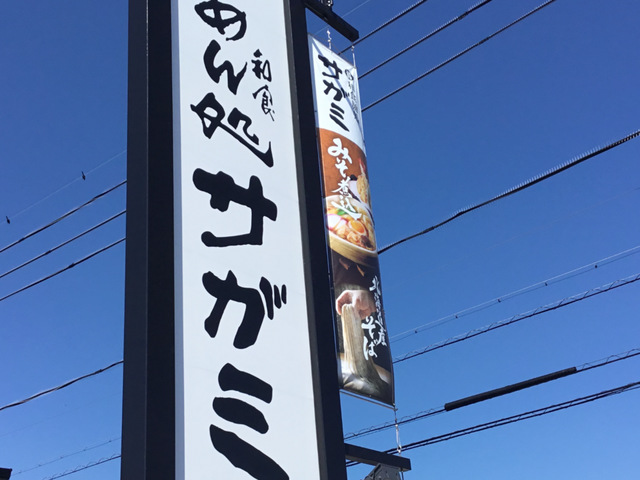 和食
めん処
サガミ
サガミ
みそ煮込
そば